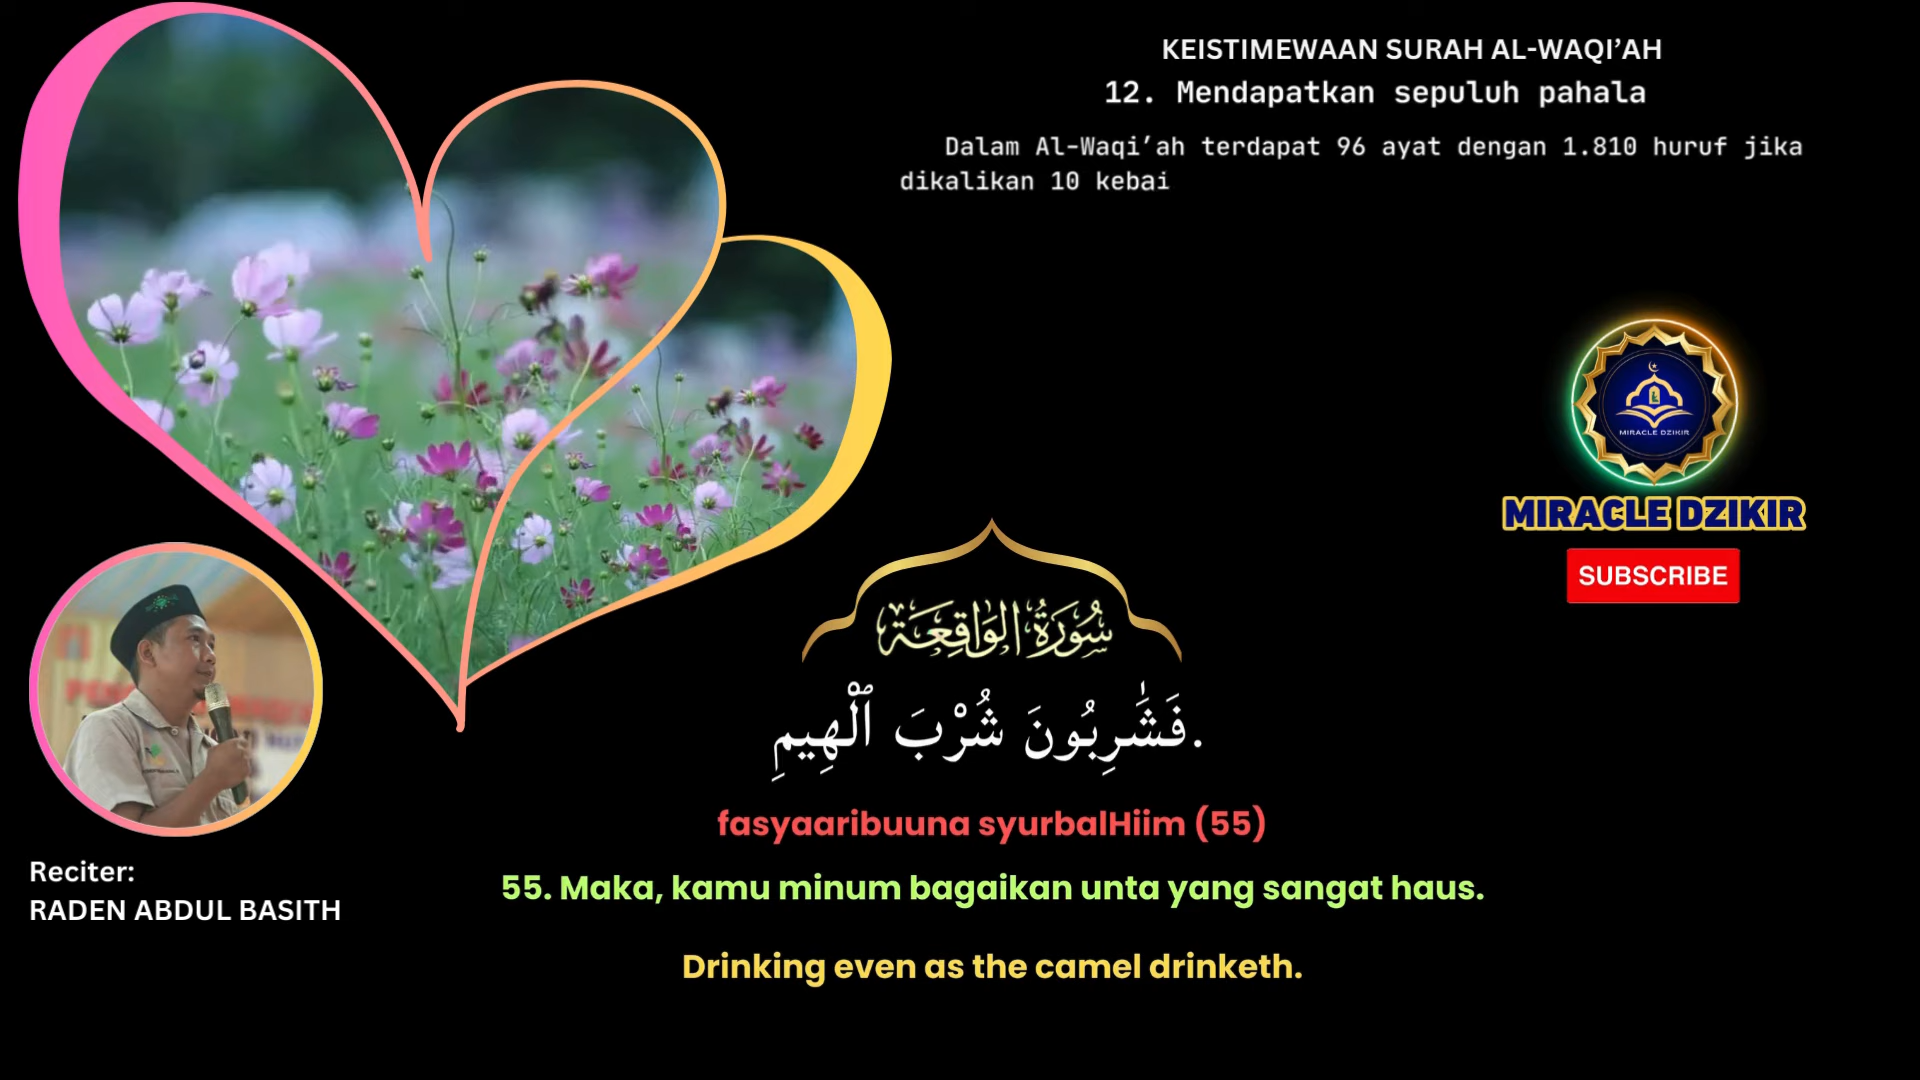 KEISTIMEWAAN SURAH AL-WAQI’AH
12. Mendapatkan sepuluh pahala
Dalam Al-Waqi’ah terdapat 96 ayat dengan 1.810 huruf jika
dikalikan 10 kebai
MIRACLE DZIKIR
MIRACLE DZIKIR
SUBSCRIBE
سُورَةُ الوَاقِعَة
فَشَٰرِبُونَ شُرْبَ ٱلْهِيمِ.
fasyaaribuuna syurbalHiim (55)
55. Maka, kamu minum bagaikan unta yang sangat haus.
Drinking even as the camel drinketh.
Reciter:
RADEN ABDUL BASITH